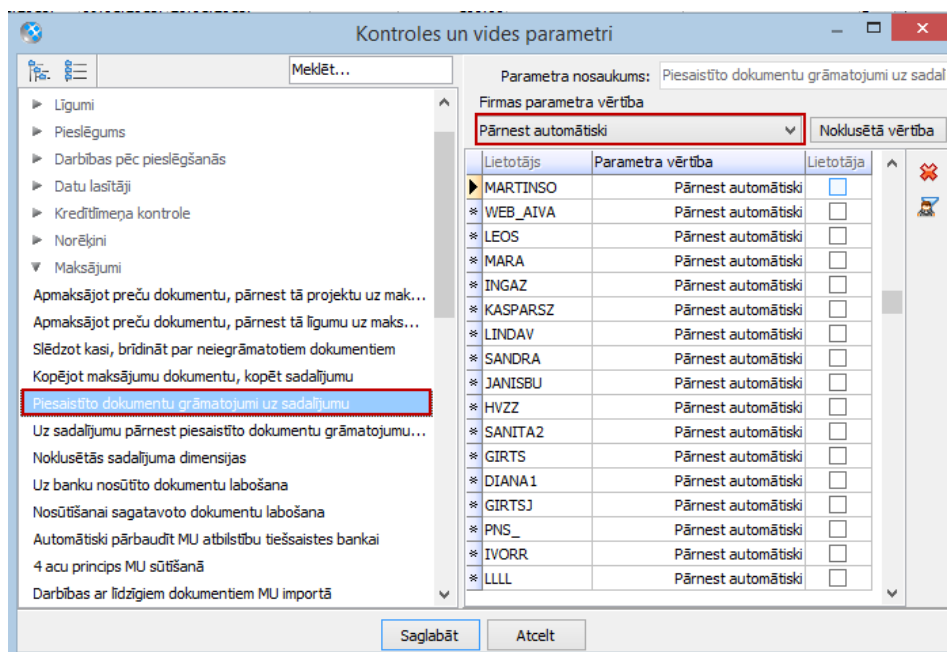 Kontroles un vides parametri
Meklēt...
Parametra nosaukums: Piesaistīto dokumentu grāmatojumi uz sadal
Firmas parametra vērtība
Pārnest automātiski
Noklusētā vērtība
Līgumi
Pieslēgums
Darbības pēc pieslēgšanās
Datu lasītāji
Kredītlīmeņa kontrole
Norēķini
Maksājumi
Apmaksājot preču dokumentu, pārnest tā projektu uz mak...
Apmaksājot preču dokumentu, pārnest tā līgumu uz maks...
Slēdzot kasi, brīdināt par neiegrāmatotiem dokumentiem
Kopējot maksājumu dokumentu, kopēt sadalījumu
Piesaistīto dokumentu grāmatojumi uz sadalījumu
Uz sadalījumu pārnest piesaistīto dokumentu grāmatojumu...
Noklusētās sadalījuma dimensijas
Uz banku nosūtīto dokumentu labošana
Nosūtīšanai sagatavoto dokumentu labošana
Automātiski pārbaudīt MU atbilstību tiešsaistes bankai
4 acu princips MU sūtīšanā
Darbības ar līdzīgiem dokumentiem MU importā
Lietotājs Parametra vērtība Lietotāja
MARTINSO Pārnest automātiski
WEB_AIVA Pārnest automātiski
LEOS Pārnest automātiski
MARA Pārnest automātiski
INGAZ Pārnest automātiski
KASPARSZ Pārnest automātiski
LINDAV Pārnest automātiski
SANDRA Pārnest automātiski
JANISBU Pārnest automātiski
HVZZ Pārnest automātiski
SANITA2 Pārnest automātiski
GIRTS Pārnest automātiski
DIANA1 Pārnest automātiski
GIRTSJ Pārnest automātiski
PNS_ Pārnest automātiski
IVORR Pārnest automātiski
LLLL Pārnest automātiski
Saglabāt
Atcelt